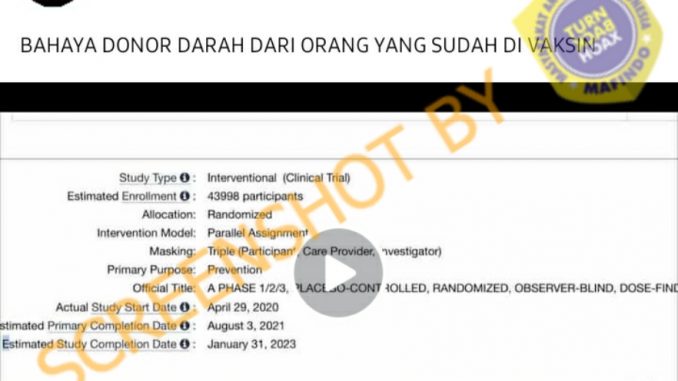 BAHAYA DONOR DARAH DARI ORANG YANG SUDAH DI VAKSIN
MASYARAKAT ANTI INDONESIA
TURN BACK HOAX
MAFINDO
SCREENSHOT BY
Study Type : Interventional (Clinical Trial)
Estimated Enrollment : 43998 participants
Allocation: Randomized
Intervention Model: Parallel Assignment
Masking: Triple (Participant, Care Provider, Investigator)
Primary Purpose: Prevention
Official Title: A PHASE 1/2/3, PLACEBO-CONTROLLED, RANDOMIZED, OBSERVER-BLIND, DOSE-FIND
Actual Study Start Date : April 29, 2020
stimated Primary Completion Date : August 3, 2021
Estimated Study Completion Date : January 31, 2023